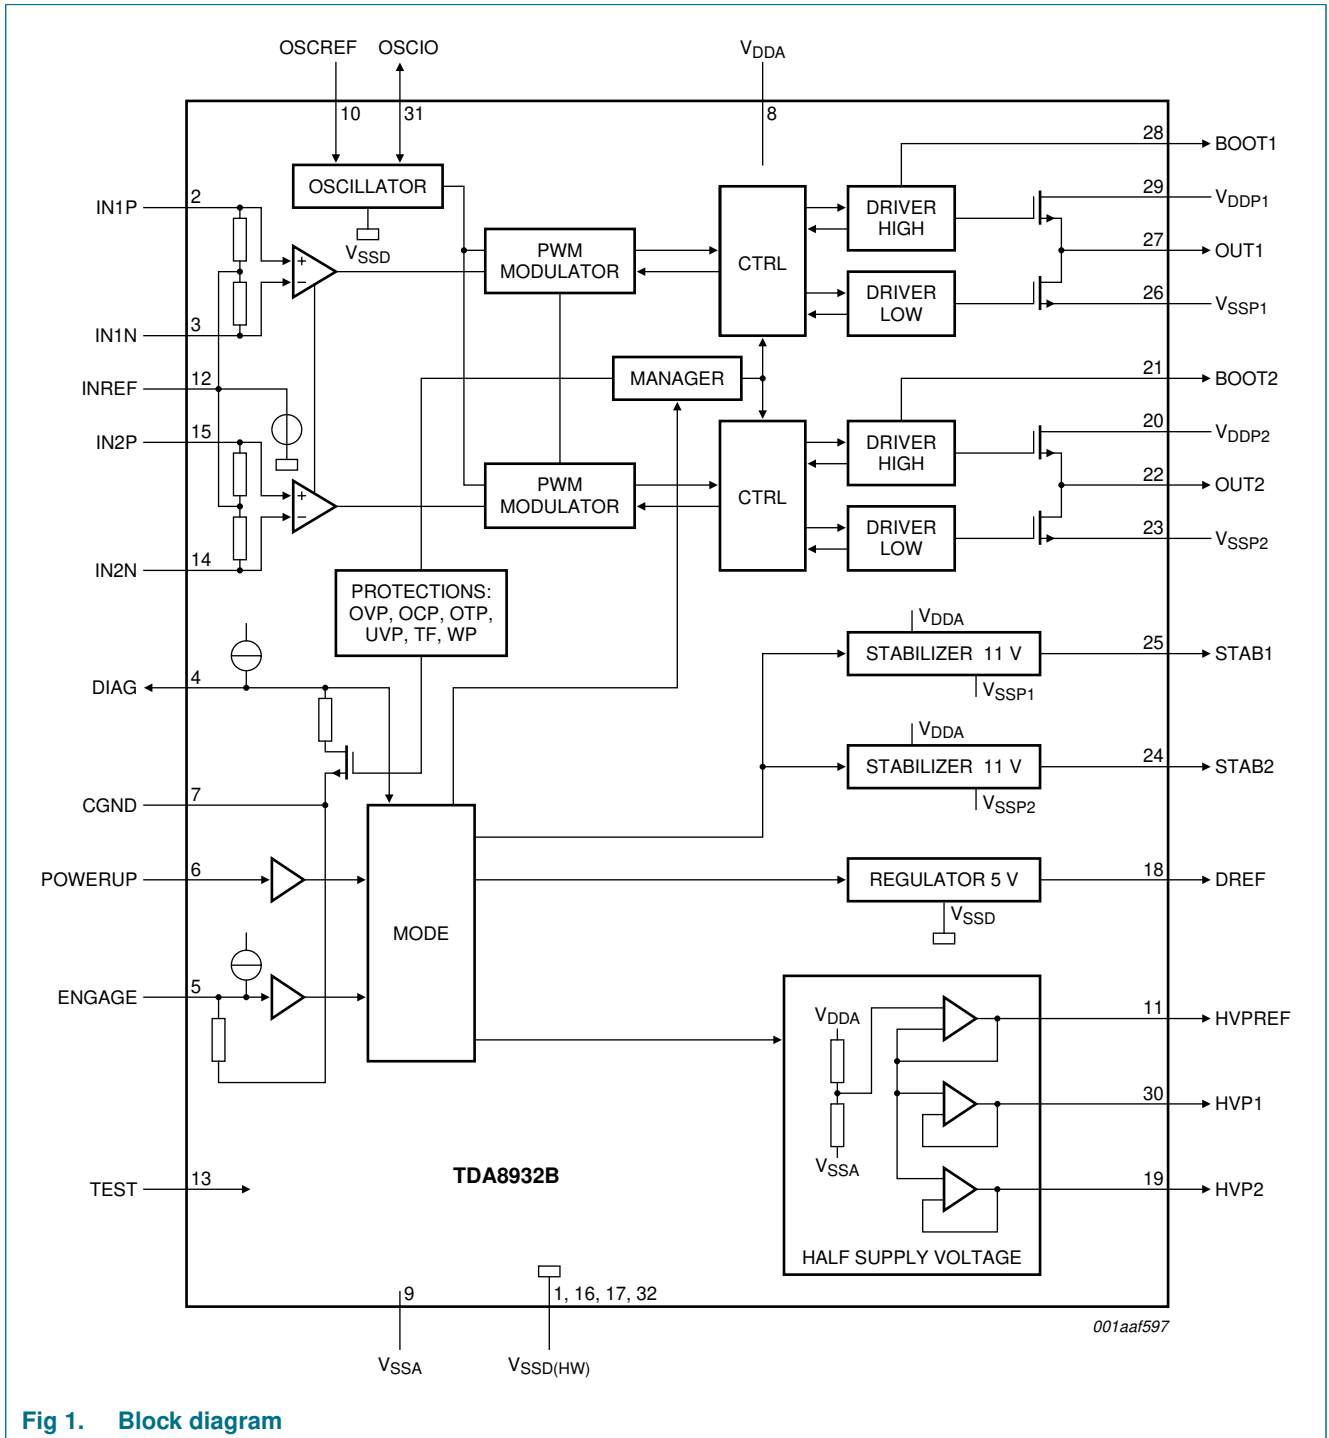 OSCREF OSCIO VDDA
10 31 8
28 BOOT1
OSCILLATOR
2 IN1P
DRIVER HIGH
29 VDDP1
VSSD
PWM MODULATOR
CTRL
27 OUT1
DRIVER LOW
26 VSSP1
+
−
3 IN1N
12 INREF
MANAGER
21 BOOT2
15 IN2P
DRIVER HIGH
20 VDDP2
PWM MODULATOR
CTRL
22 OUT2
DRIVER LOW
23 VSSP2
+
−
14 IN2N
PROTECTIONS:
OVP, OCP, OTP,
UVP, TF, WP
VDDA
STABILIZER 11 V
25 STAB1
VSSP1
4 DIAG
VDDA
STABILIZER 11 V
24 STAB2
VSSP2
7 CGND
6 POWERUP
REGULATOR 5 V
18 DREF
VSSD
MODE
5 ENGAGE
VDDA
11 HVPREF
30 HVP1
VSSA
19 HVP2
HALF SUPPLY VOLTAGE
13 TEST
TDA8932B
9
1, 16, 17, 32
001aaf597
VSSA VSSD(HW)
Fig 1. Block diagram